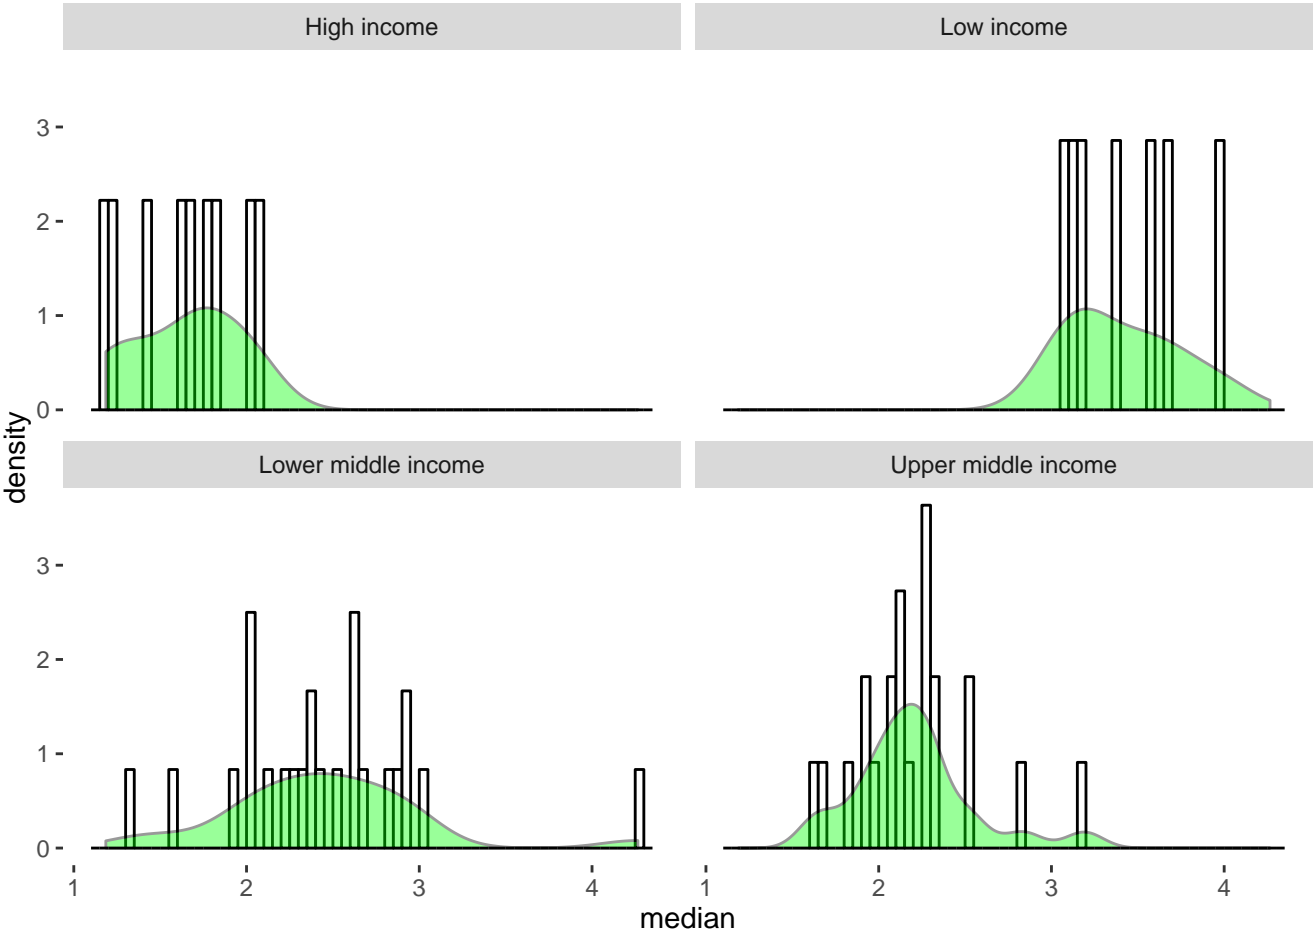 High income
Low income
3
2
1
0
Lower middle income
Upper middle income
3
2
1
0
1 2 3 4
1 2 3 4
median
density